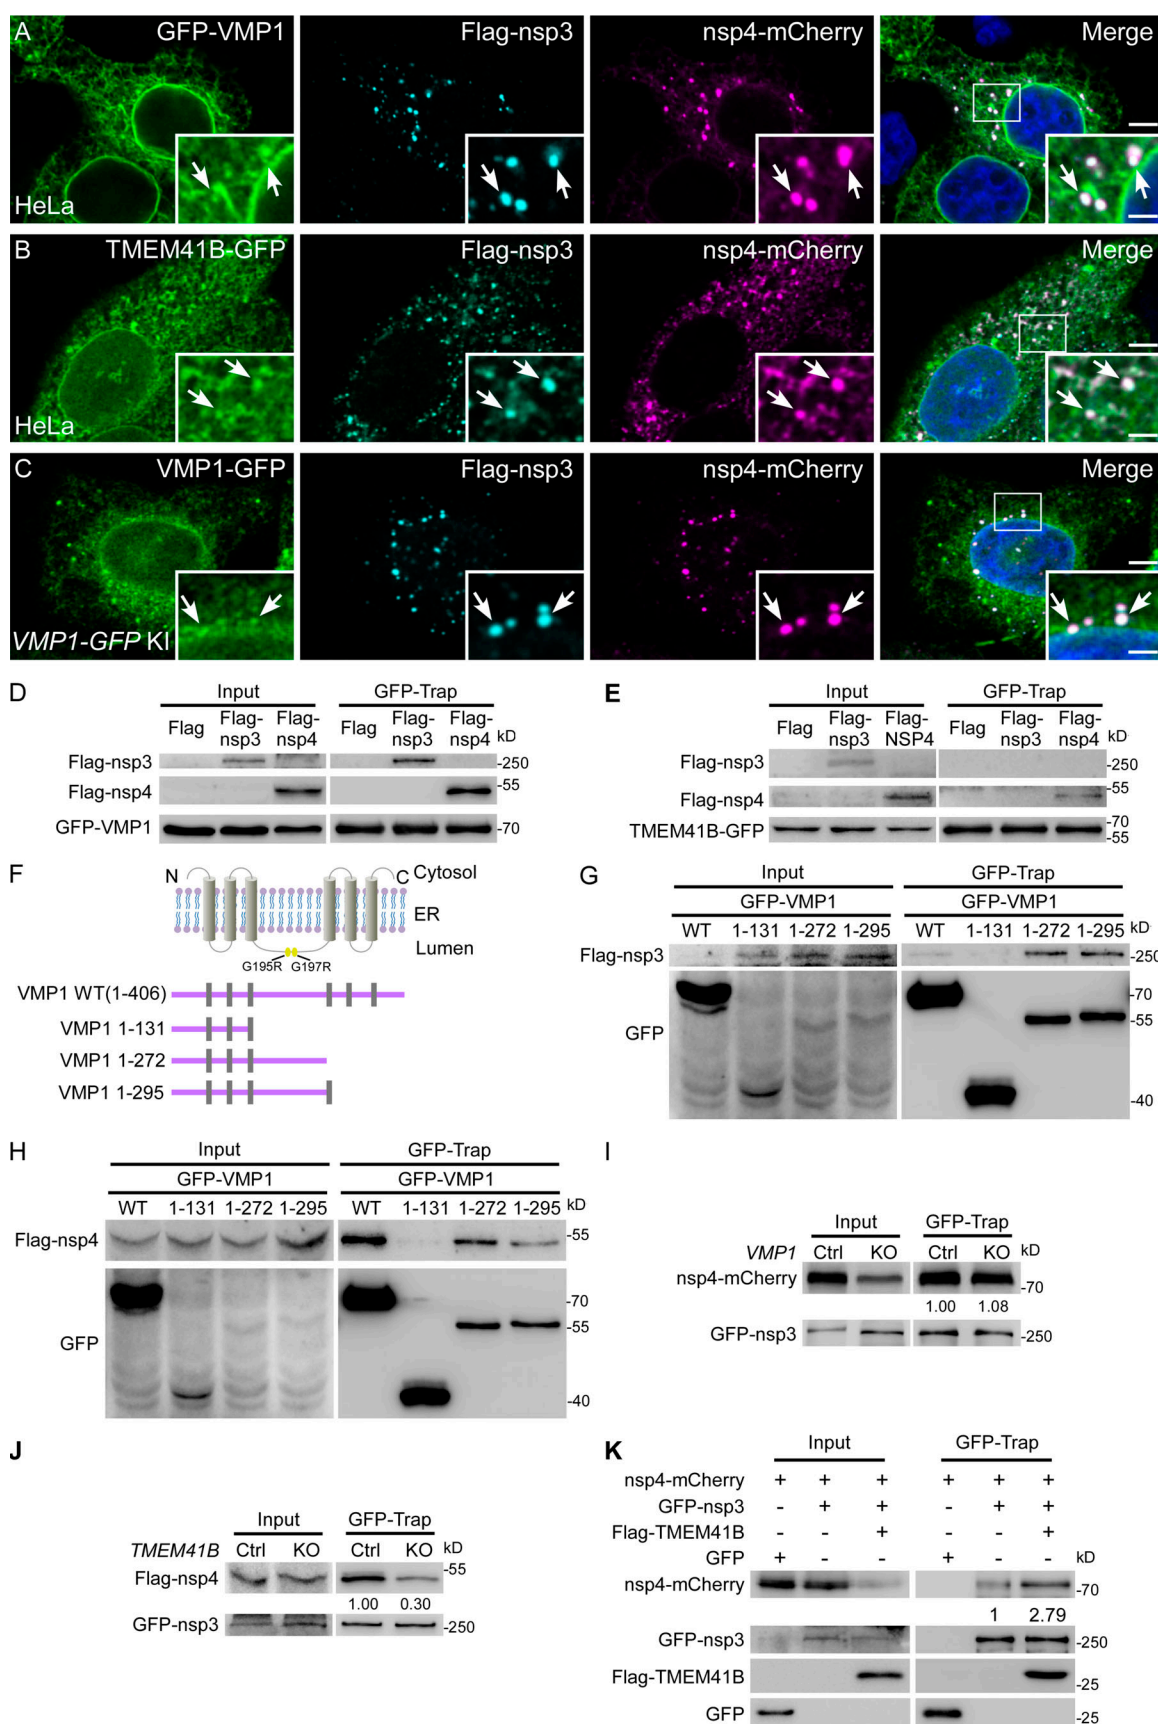 A GFP-VMP1 Flag-nsp3 nsp4-mCherry Merge
HeLa
B TMEM41B-GFP Flag-nsp3 nsp4-mCherry Merge
HeLa
C VMP1-GFP Flag-nsp3 nsp4-mCherry Merge
VMP1-GFP KI
D Input GFP-Trap
Flag Flag-nsp3 Flag-nsp4 Flag Flag-nsp3 Flag-nsp4 kD
Flag-nsp3 -250
Flag-nsp4 -55
GFP-VMP1 -70
E Input GFP-Trap
Flag Flag-nsp3 Flag-NSP4 Flag Flag-nsp3 Flag-nsp4 kD
Flag-nsp3 -250
Flag-nsp4 -55
TMEM41B-GFP -70
-55
F N C Cytosol
ER
Lumen
G195R G197R
VMP1 WT(1-406)
VMP1 1-131
VMP1 1-272
VMP1 1-295
G Input GFP-Trap
GFP-VMP1 GFP-VMP1
WT 1-131 1-272 1-295 WT 1-131 1-272 1-295 kD
Flag-nsp3 -250
GFP -70
-55
-40
H Input GFP-Trap
GFP-VMP1 GFP-VMP1
WT 1-131 1-272 1-295 WT 1-131 1-272 1-295 kD
Flag-nsp4 -55
GFP -70
-55
-40
I Input GFP-Trap
VMP1 Ctrl KO Ctrl KO kD
nsp4-mCherry -70
1.00 1.08
GFP-nsp3 -250
J Input GFP-Trap
TMEM41B Ctrl KO Ctrl KO kD
Flag-nsp4 -55
1.00 0.30
GFP-nsp3 -250
K Input GFP-Trap
nsp4-mCherry + + + + + +
GFP-nsp3 - + + - + +
Flag-TMEM41B - - + - - +
GFP + - - + - - kD
nsp4-mCherry -70
1 2.79
GFP-nsp3 -250
Flag-TMEM41B -25
GFP -25